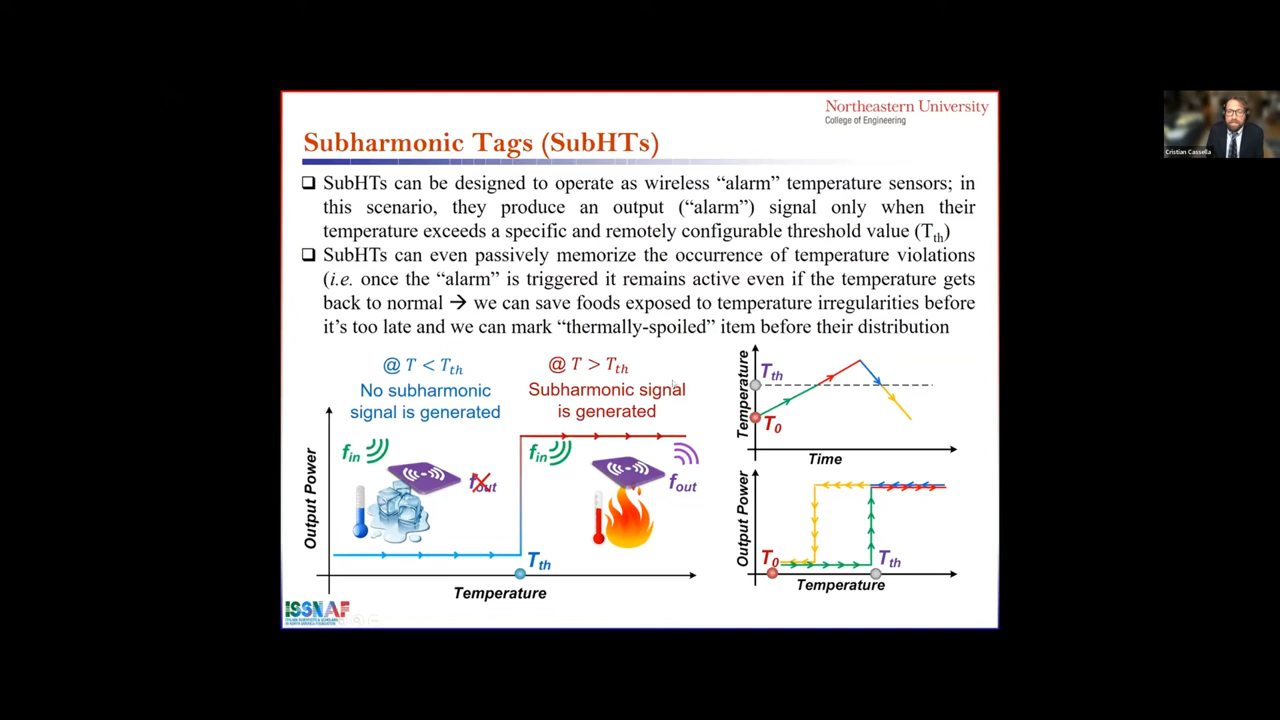 Northeastern University
College of Engineering
Subharmonic Tags (SubHTs)
SubHTs can be designed to operate as wireless “alarm” temperature sensors; in
this scenario, they produce an output (“alarm”) signal only when their
temperature exceeds a specific and remotely configurable threshold value (Tth)
SubHTs can even passively memorize the occurrence of temperature violations
(i.e. once the “alarm” is triggered it remains active even if the temperature gets
back to normal → we can save foods exposed to temperature irregularities before
it’s too late and we can mark “thermally-spoiled” item before their distribution
@ T < Tth
No subharmonic
signal is generated
@ T > Tth
Subharmonic signal
is generated
Output Power
fin
fout
fin
fout
Tth
Temperature
Temperature
Tth
T0
Time
Output Power
T0
Tth
Temperature
ISSNAF
Cristian Cassella